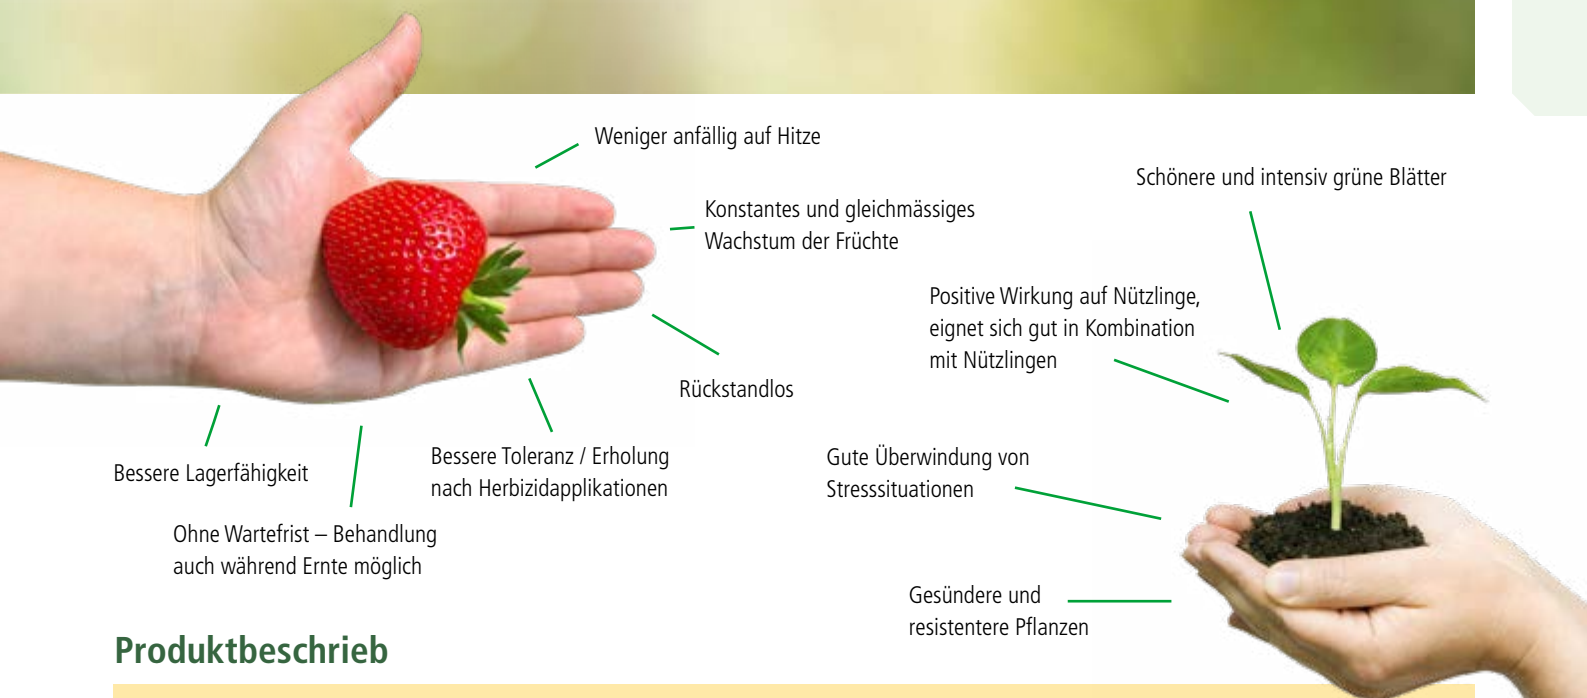 Weniger anfällig auf Hitze
Konstantes und gleichmässiges
Wachstum der Früchte
Rückstandlos
Bessere Toleranz / Erholung
nach Herbizidapplikationen
Bessere Lagerfähigkeit
Ohne Wartefrist – Behandlung
auch während Ernte möglich
Schönere und intensiv grüne Blätter
Positive Wirkung auf Nützlinge,
eignet sich gut in Kombination
mit Nützlingen
Gute Überwindung von
Stresssituationen
Gesündere und
resistentere Pflanzen
Produktbeschrieb